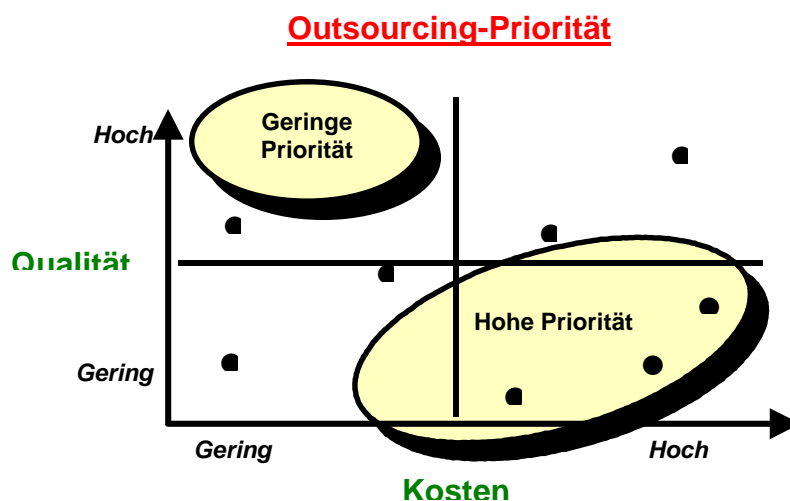 Outsourcing-Priorität
Geringe
Priorität
Hoch
Qualität
Hohe Priorität
Gering
Gering
Hoch
Kosten